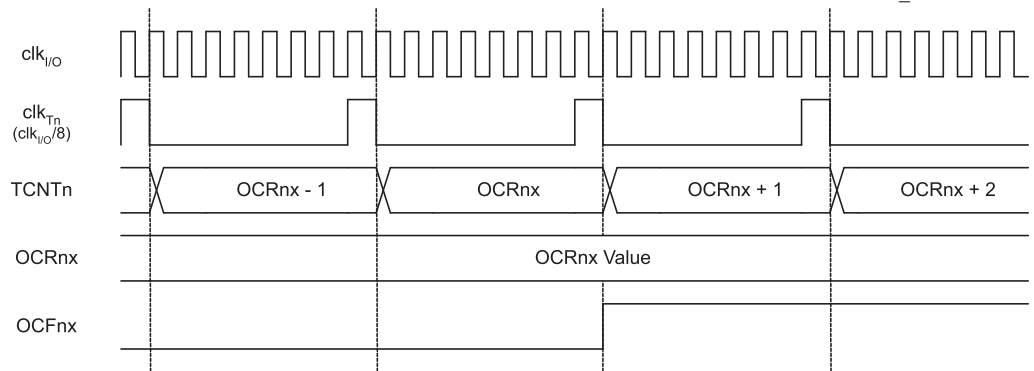 clkI/O
clkTn
(clkI/O/8)
TCNTn OCRnx - 1 OCRnx OCRnx + 1 OCRnx + 2
OCRnx OCRnx Value
OCFnx